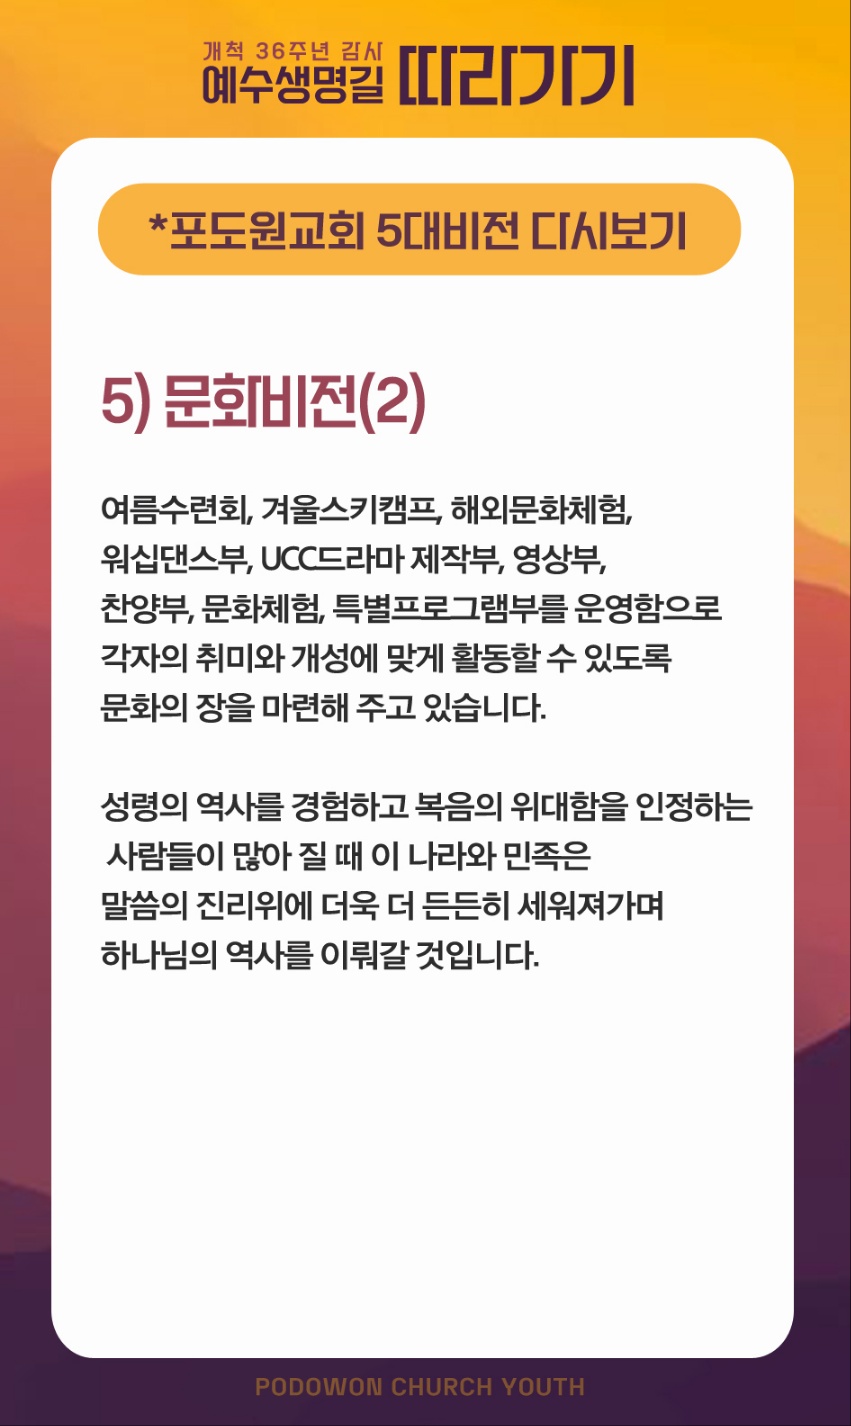 개척 36주년 감사
예수생명길 따라가기
*포도원교회 5대비전 다시보기
5) 문화비전(2)
여름수련회, 겨울스키캠프, 해외문화체험,
워십댄스부, UCC드라마 제작부, 영상부,
찬양부, 문화체험, 특별프로그램부를 운영함으로
각자의 취미와 개성에 맞게 활동할 수 있도록
문화의 장을 마련해 주고 있습니다.
성령의 역사를 경험하고 복음의 위대함을 인정하는
사람들이 많아 질 때 이 나라와 민족은
말씀의 진리위에 더욱 더 든든히 세워져가며
하나님의 역사를 이뤄갈 것입니다.
PODOWON CHURCH YOUTH